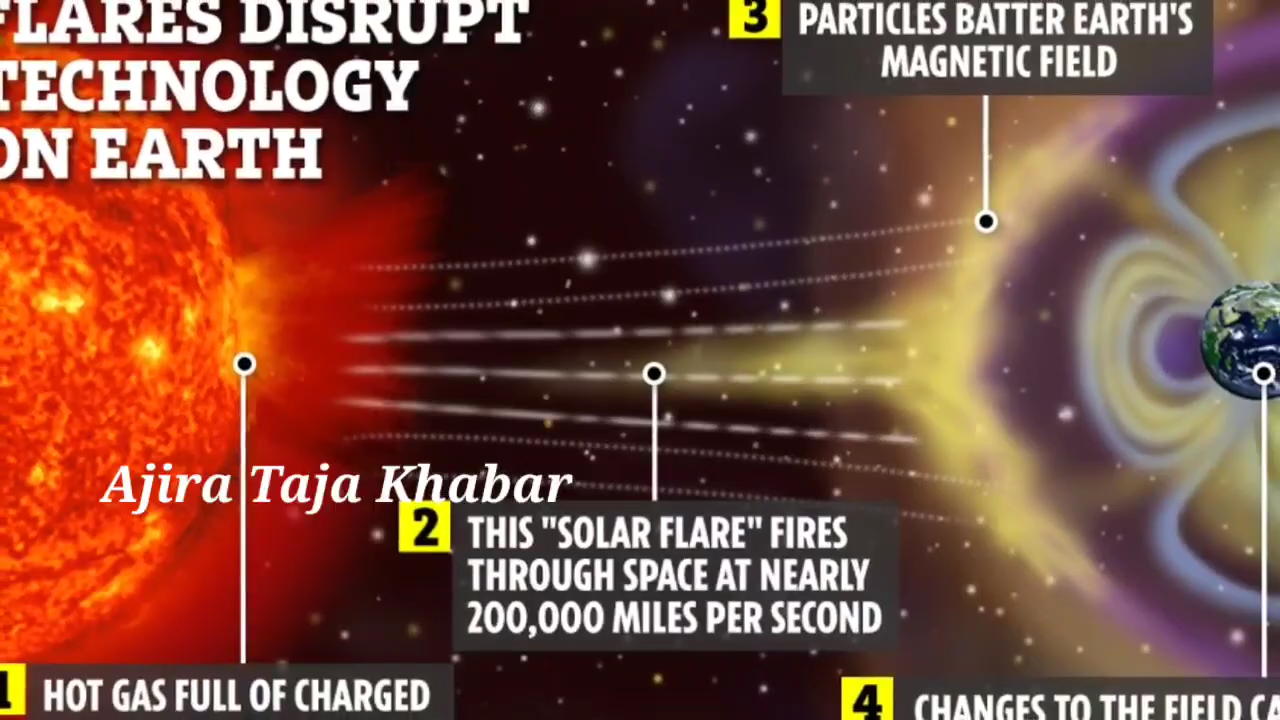 FLARES DISRUPT
TECHNOLOGY
ON EARTH
3
PARTICLES BATTER EARTH'S
MAGNETIC FIELD
Ajira Taja Khabar
2
THIS "SOLAR FLARE" FIRES
THROUGH SPACE AT NEARLY
200,000 MILES PER SECOND
1
HOT GAS FULL OF CHARGED
4
CHANGES TO THE FIELD CA